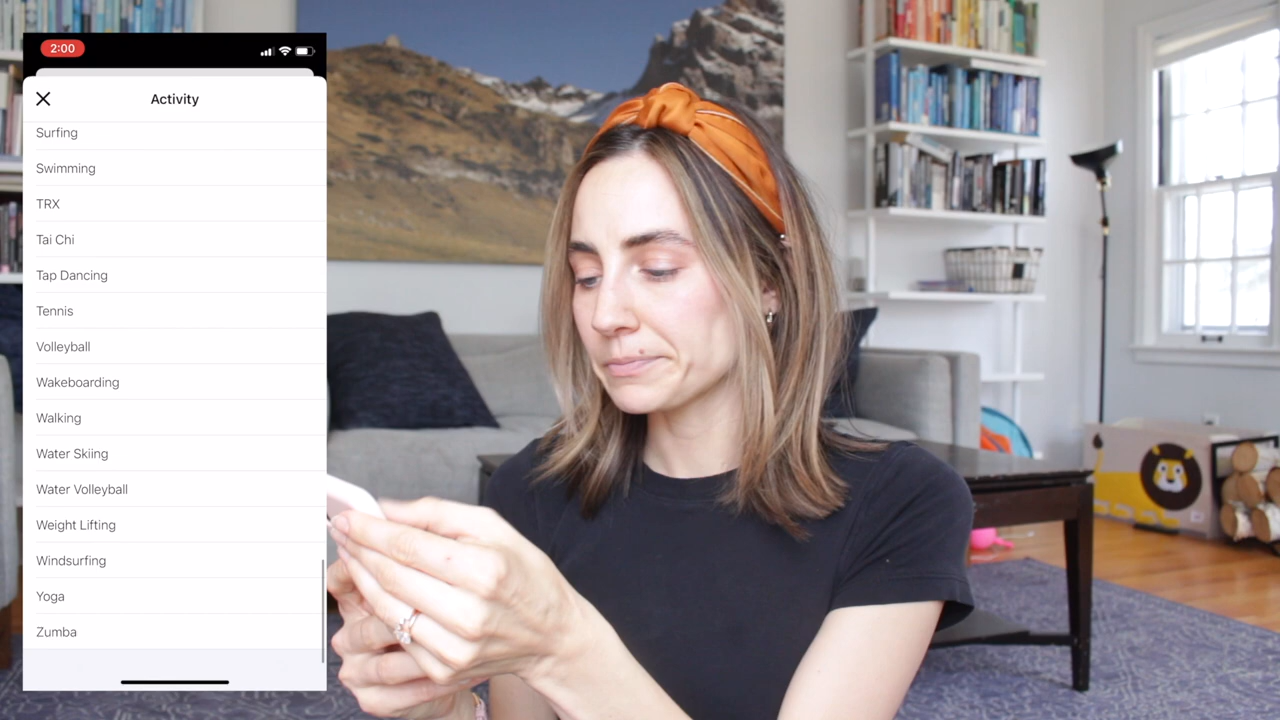 2:00
Activity
Surfing
Swimming
TRX
Tai Chi
Tap Dancing
Tennis
Volleyball
Wakeboarding
Walking
Water Skiing
Water Volleyball
Weight Lifting
Windsurfing
Yoga
Zumba